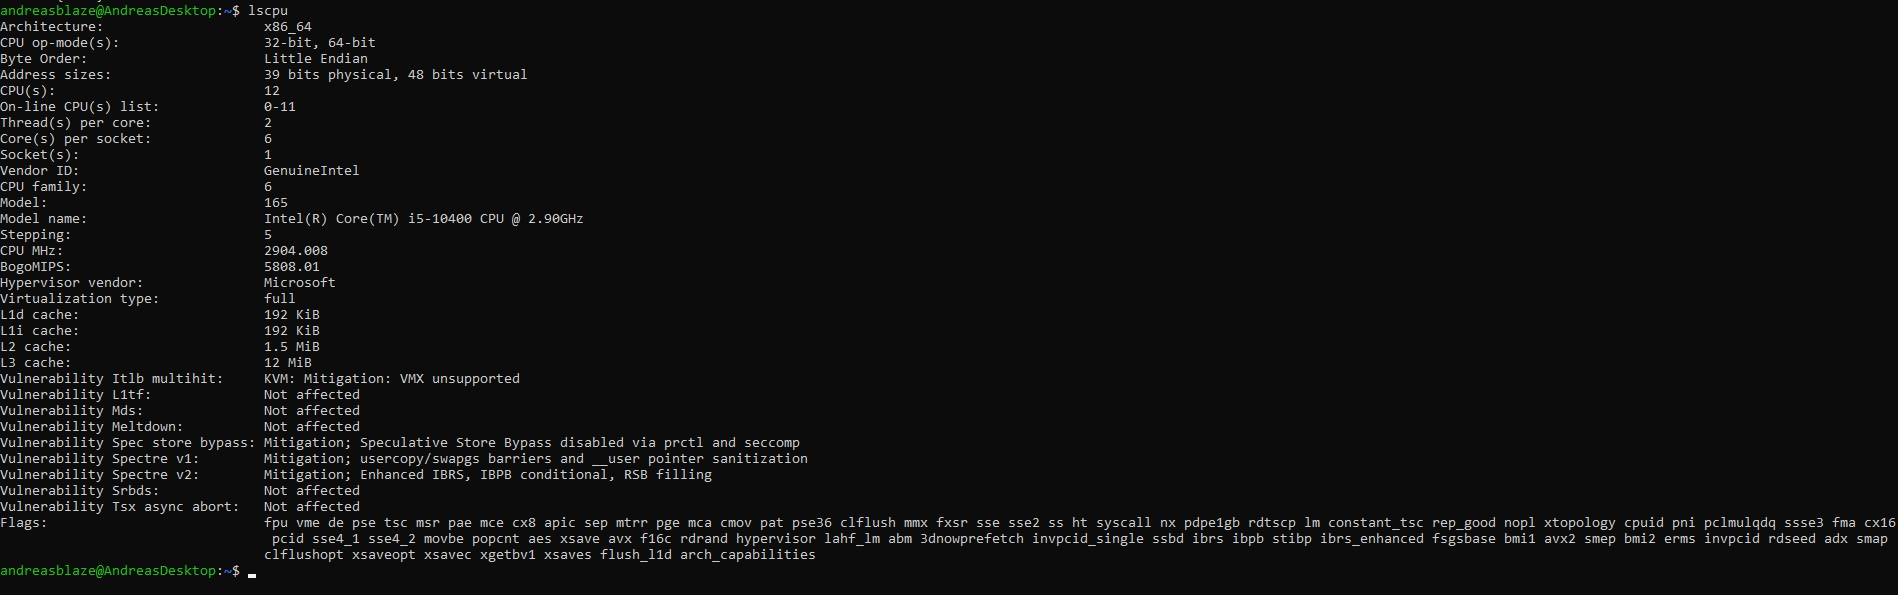 andreasblaze@AndreasDesktop:~$ lscpu
Architecture: x86_64
CPU op-mode(s): 32-bit, 64-bit
Byte Order: Little Endian
Address sizes: 39 bits physical, 48 bits virtual
CPU(s): 12
On-line CPU(s) list: 0-11
Thread(s) per core: 2
Core(s) per socket: 6
Socket(s): 1
Vendor ID: GenuineIntel
CPU family: 6
Model: 165
Model name: Intel(R) Core(TM) i5-10400 CPU @ 2.90GHz
Stepping: 5
CPU MHz: 2904.008
BogoMIPS: 5808.01
Hypervisor vendor: Microsoft
Virtualization type: full
L1d cache: 192 KiB
L1i cache: 192 KiB
L2 cache: 1.5 MiB
L3 cache: 12 MiB
Vulnerability Itlb multihit: KVM: Mitigation: VMX unsupported
Vulnerability L1tf: Not affected
Vulnerability Mds: Not affected
Vulnerability Meltdown: Not affected
Vulnerability Spec store bypass: Mitigation; Speculative Store Bypass disabled via prctl and seccomp
Vulnerability Spectre v1: Mitigation; usercopy/swapgs barriers and __user pointer sanitization
Vulnerability Spectre v2: Mitigation; Enhanced IBRS, IBPB conditional, RSB filling
Vulnerability Srbds: Not affected
Vulnerability Tsx async abort: Not affected
Flags: fpu vme de pse tsc msr pae mce cx8 apic sep mtrr pge mca cmov pat pse36 clflush mmx fxsr sse sse2 ss ht syscall nx pdpe1gb rdtscp lm constant_tsc rep_good nopl xtopology cpuid pni pclmulqdq ssse3 fma cx16
pcid sse4_1 sse4_2 movbe popcnt aes xsave avx f16c rdrand hypervisor lahf_lm abm 3dnowprefetch invpcid_single ssbd ibrs ibpb stibp ibrs_enhanced fsgsbase bmi1 avx2 smep bmi2 erms invpcid rdseed adx smap
clflushopt xsaveopt xsavec xgetbv1 xsaves flush_l1d arch_capabilities
andreasblaze@AndreasDesktop:~$